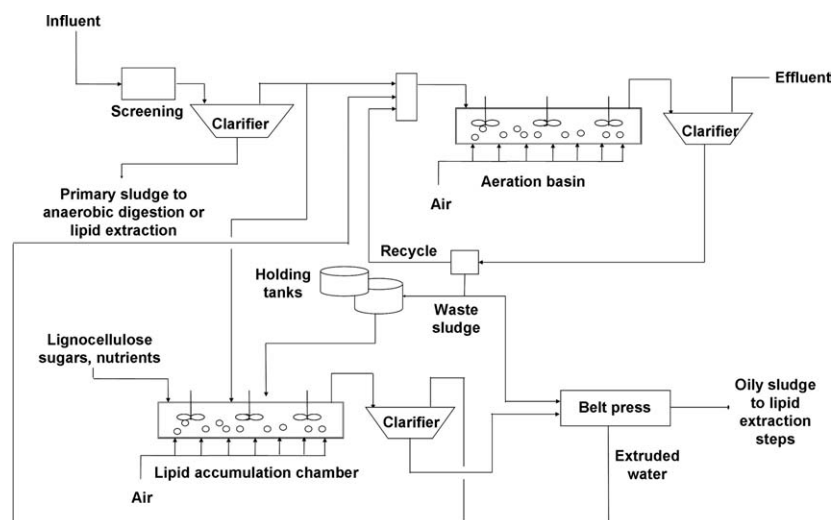 Influent
Screening
Clarifier
Primary sludge to
anaerobic digestion or
lipid extraction
Effluent
Clarifier
Aeration basin
Air
Recycle
Holding
tanks
Waste
sludge
Lignocellulose
sugars, nutrients
Clarifier
Lipid accumulation chamber
Air
Belt press
Oily sludge
to lipid
extraction
steps
Extruded
water